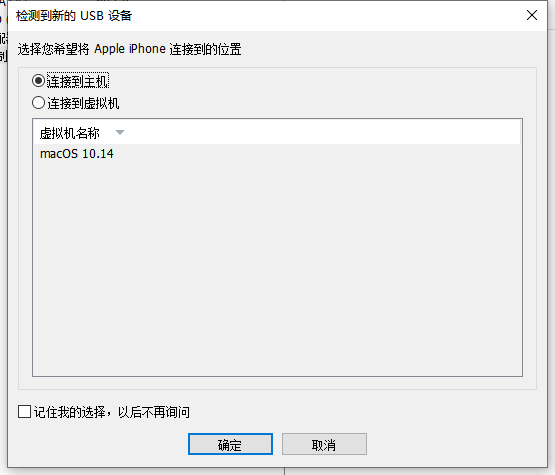 检测到新的 USB 设备
选择您希望将 Apple iPhone 连接到的位置
连接到主机
连接到虚拟机
虚拟机名称
macOS 10.14
记住我的选择，以后不再询问
确定
取消